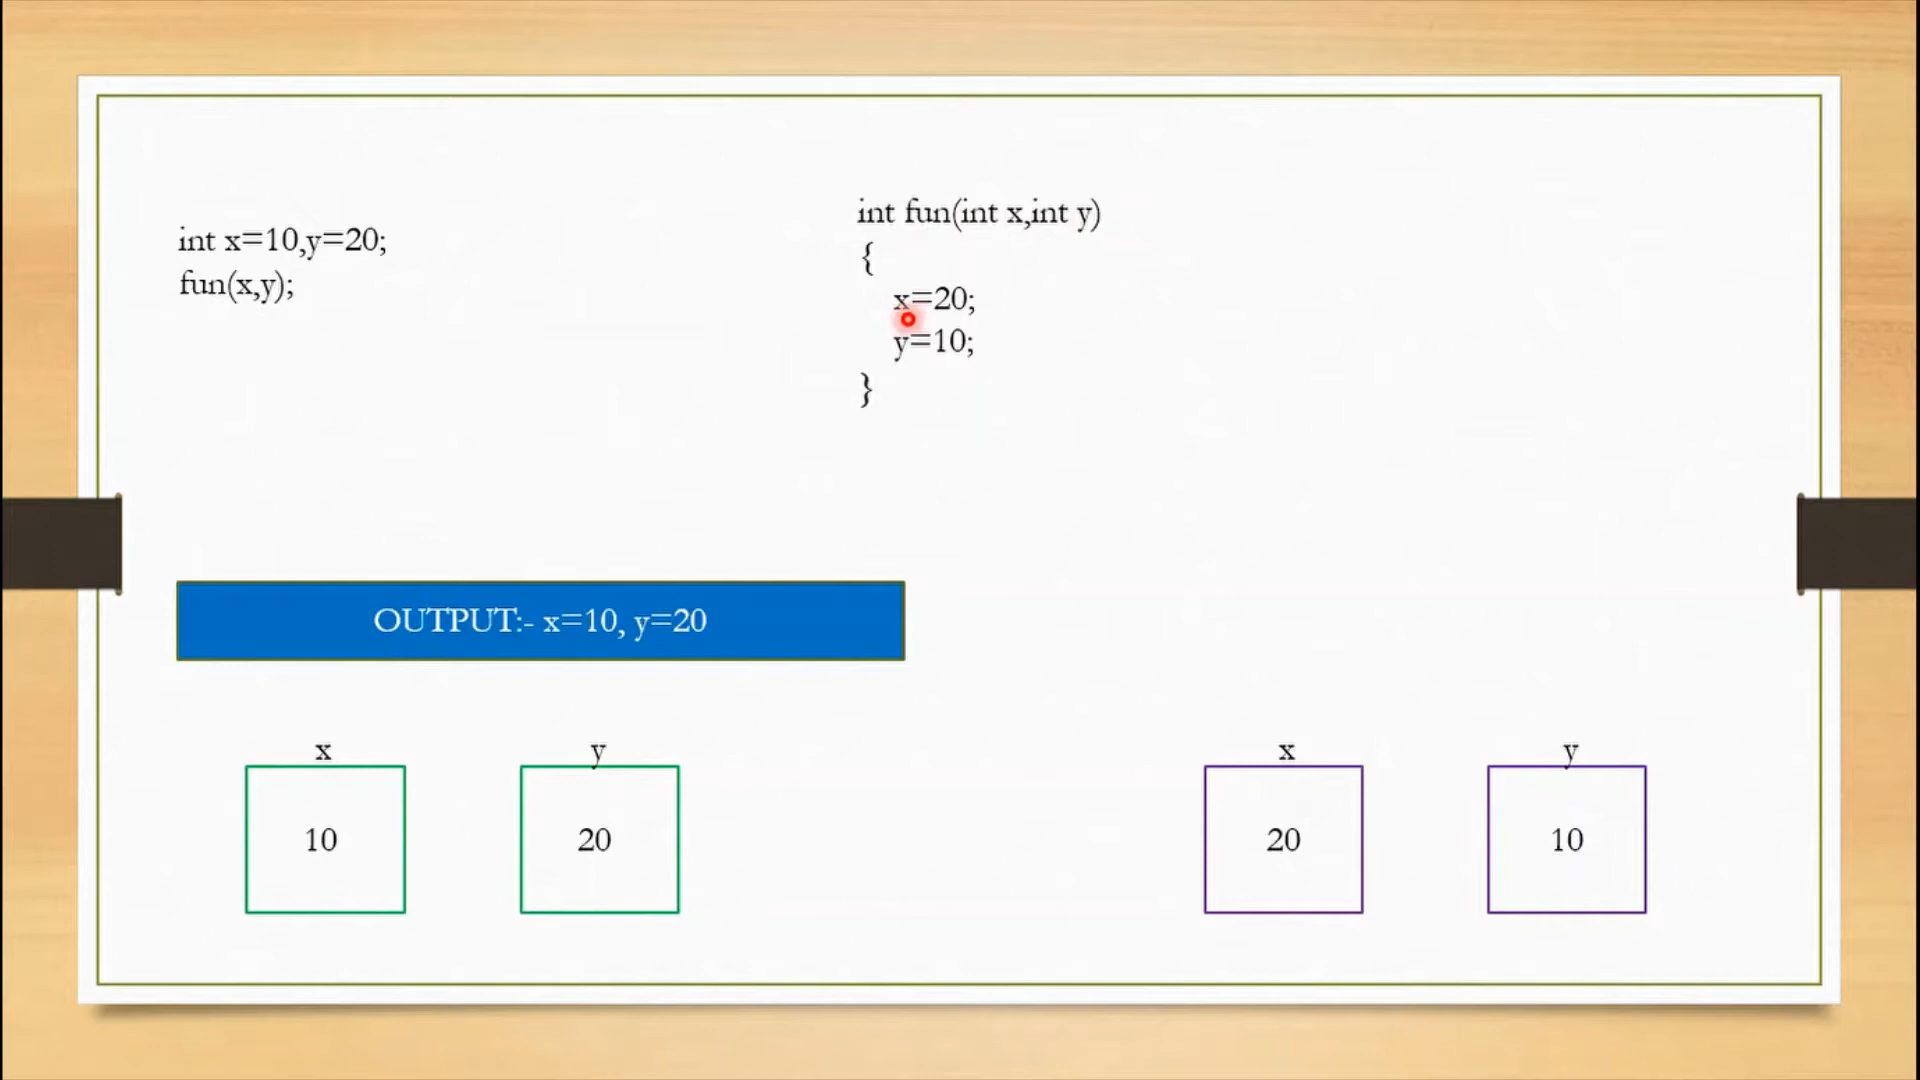 int x=10,y=20;
fun(x,y);
int fun(int x,int y)
{
x=20;
y=10;
}
OUTPUT:- x=10, y=20
x
y
x
y
10
20
20
10